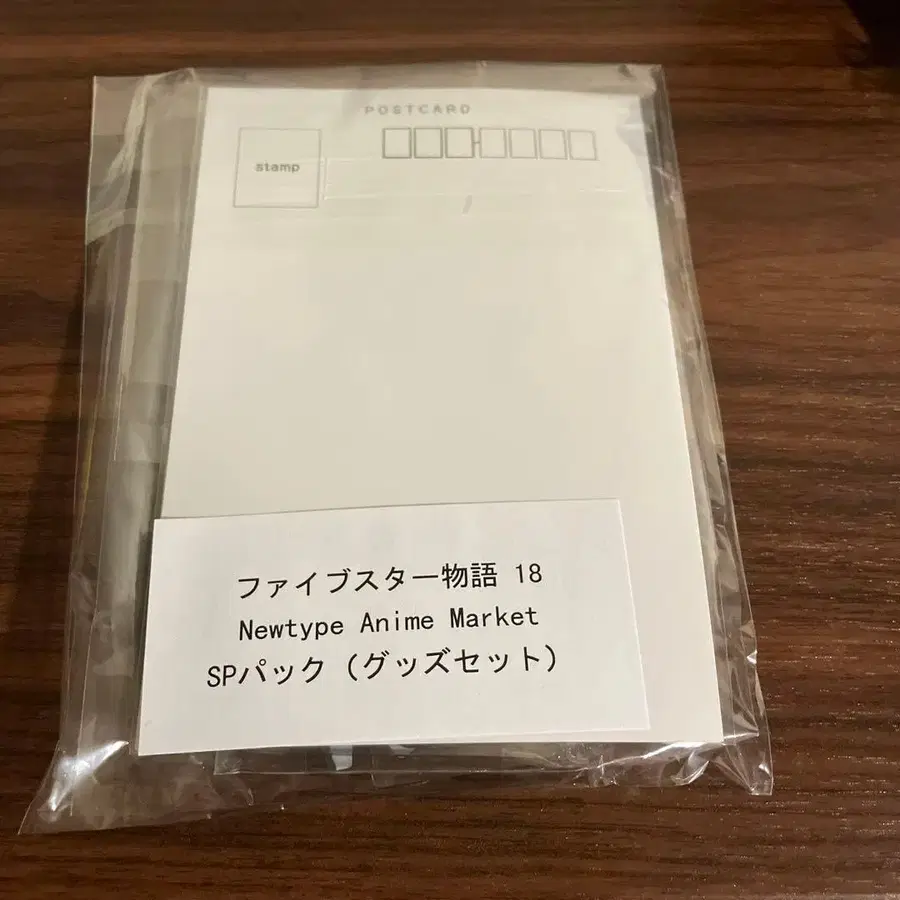 POSTCARD
stamp
ファイブスター物語 18
Newtype Anime Market
SPパック（グッズセット）